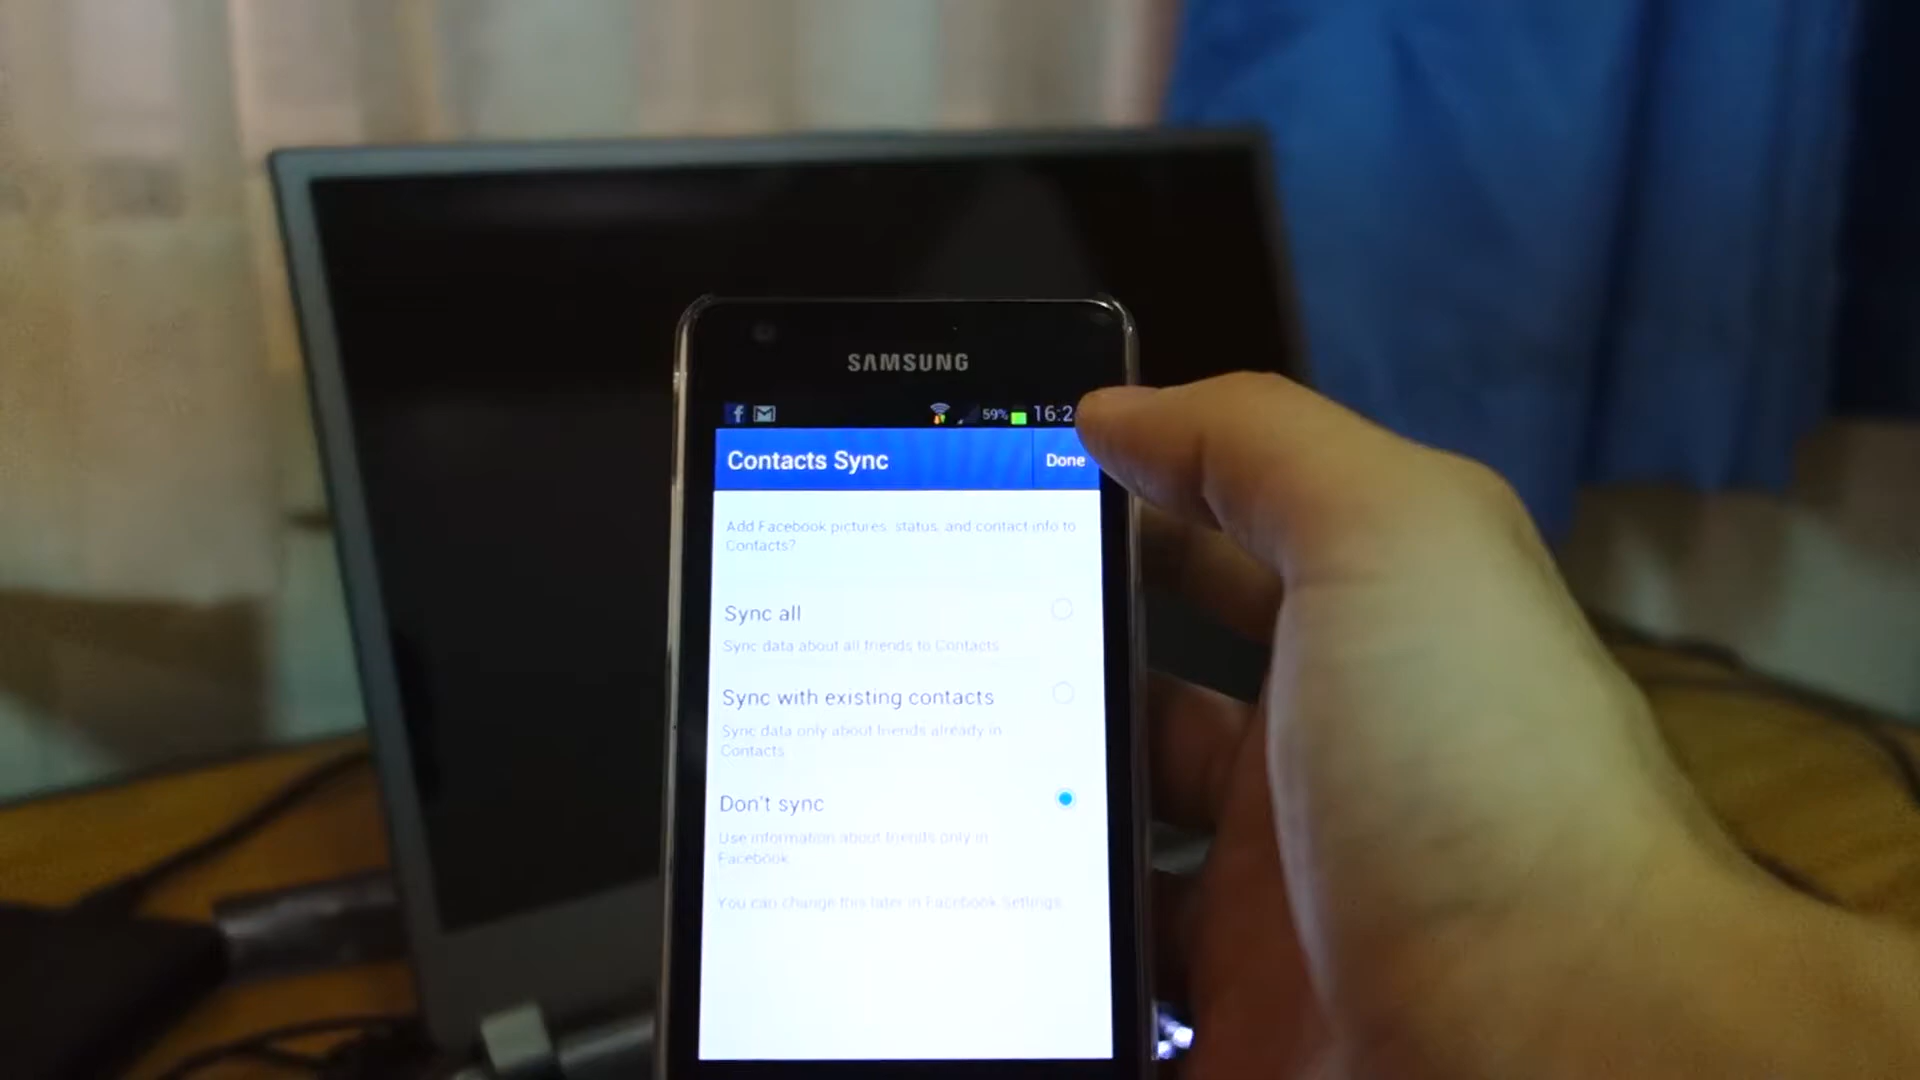 SAMSUNG
59% 16:2
Contacts Sync
Done
Add Facebook pictures, status, and contact info to
Contacts?
Sync all
Sync data about all friends to Contacts
Sync with existing contacts
Sync data only about friends already in
Contacts
Don't sync
Use information about friends only in
Facebook
You can change this later in Facebook Settings